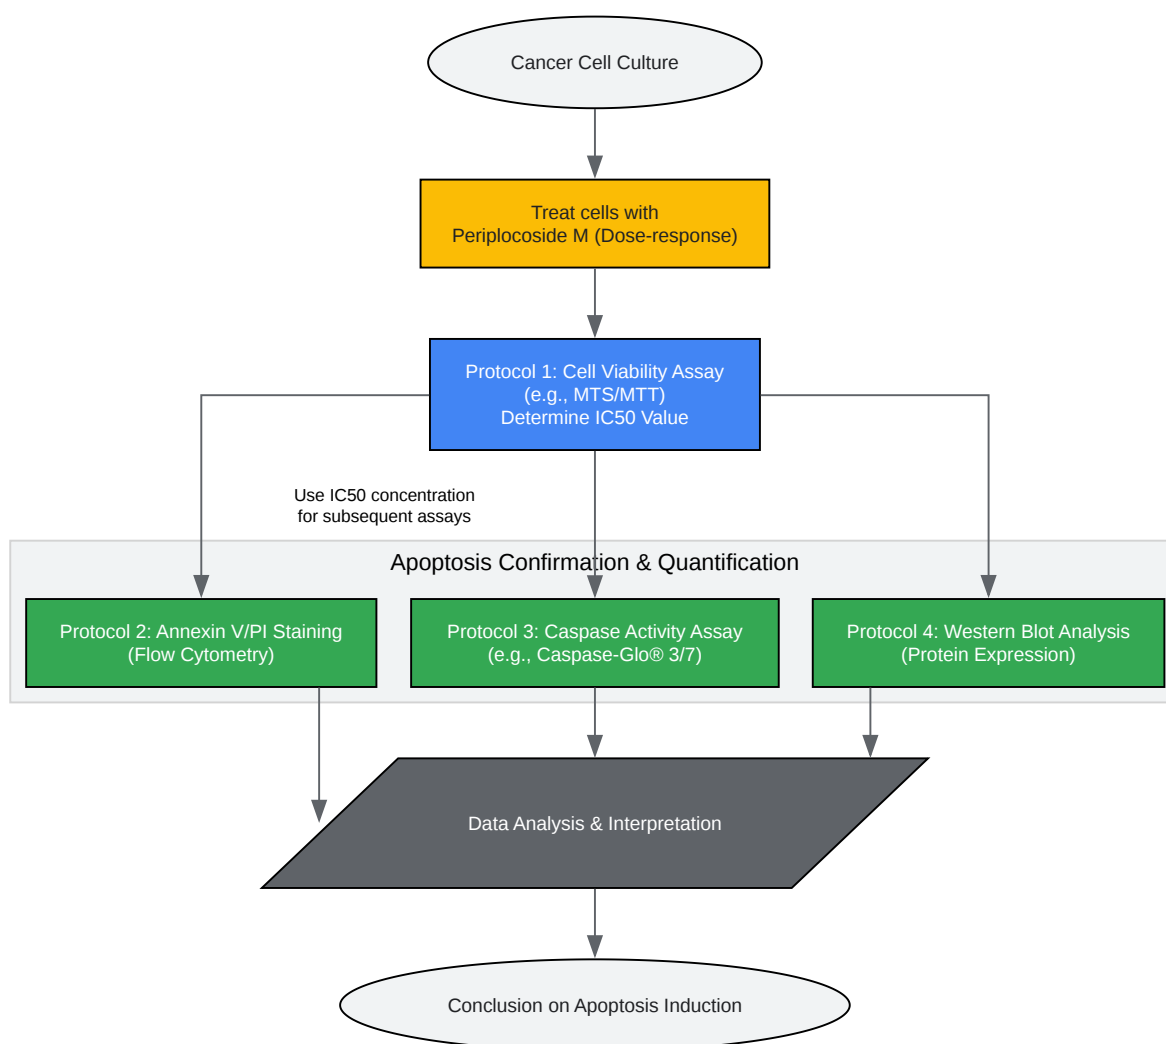 Cancer Cell Culture
Treat cells with
Periplocoside M (Dose-response)
Protocol 1: Cell Viability Assay
(e.g., MTS/MTT)
Determine IC50 Value
Use IC50 concentration
for subsequent assays
Apoptosis Confirmation & Quantification
Protocol 2: Annexin V/PI Staining
(Flow Cytometry)
Protocol 3: Caspase Activity Assay
(e.g., Caspase-Glo® 3/7)
Protocol 4: Western Blot Analysis
(Protein Expression)
Data Analysis & Interpretation
Conclusion on Apoptosis Induction